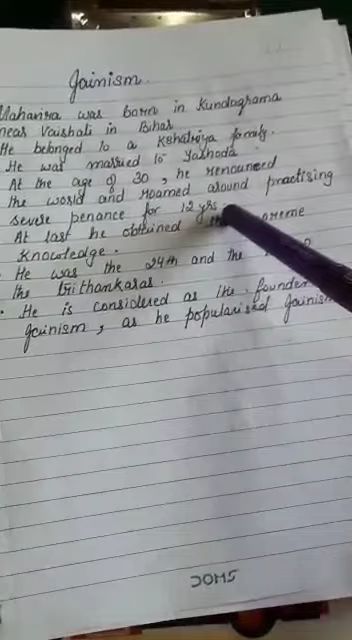 Jainism.
Mahavira was born in Kundagrama
near Vaishali in Bihar
He belonged to a Kshatriya family.
He was married to Yashoda
At the age of 30, he renounced
the world and roamed around practising
severe penance for 12 yrs
At last he obtained
Knowledge.
He was the 24th and the
the Trithankaras.
• He is considered as the founder
Jainism, as he popularised Jainism
DOMS